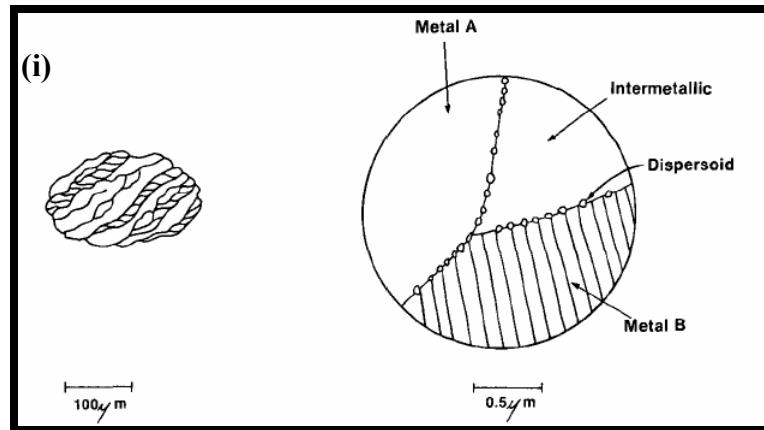 Metal A
(i)
Intermetallic
Dispersoid
Metal B
100μm
0.5μm